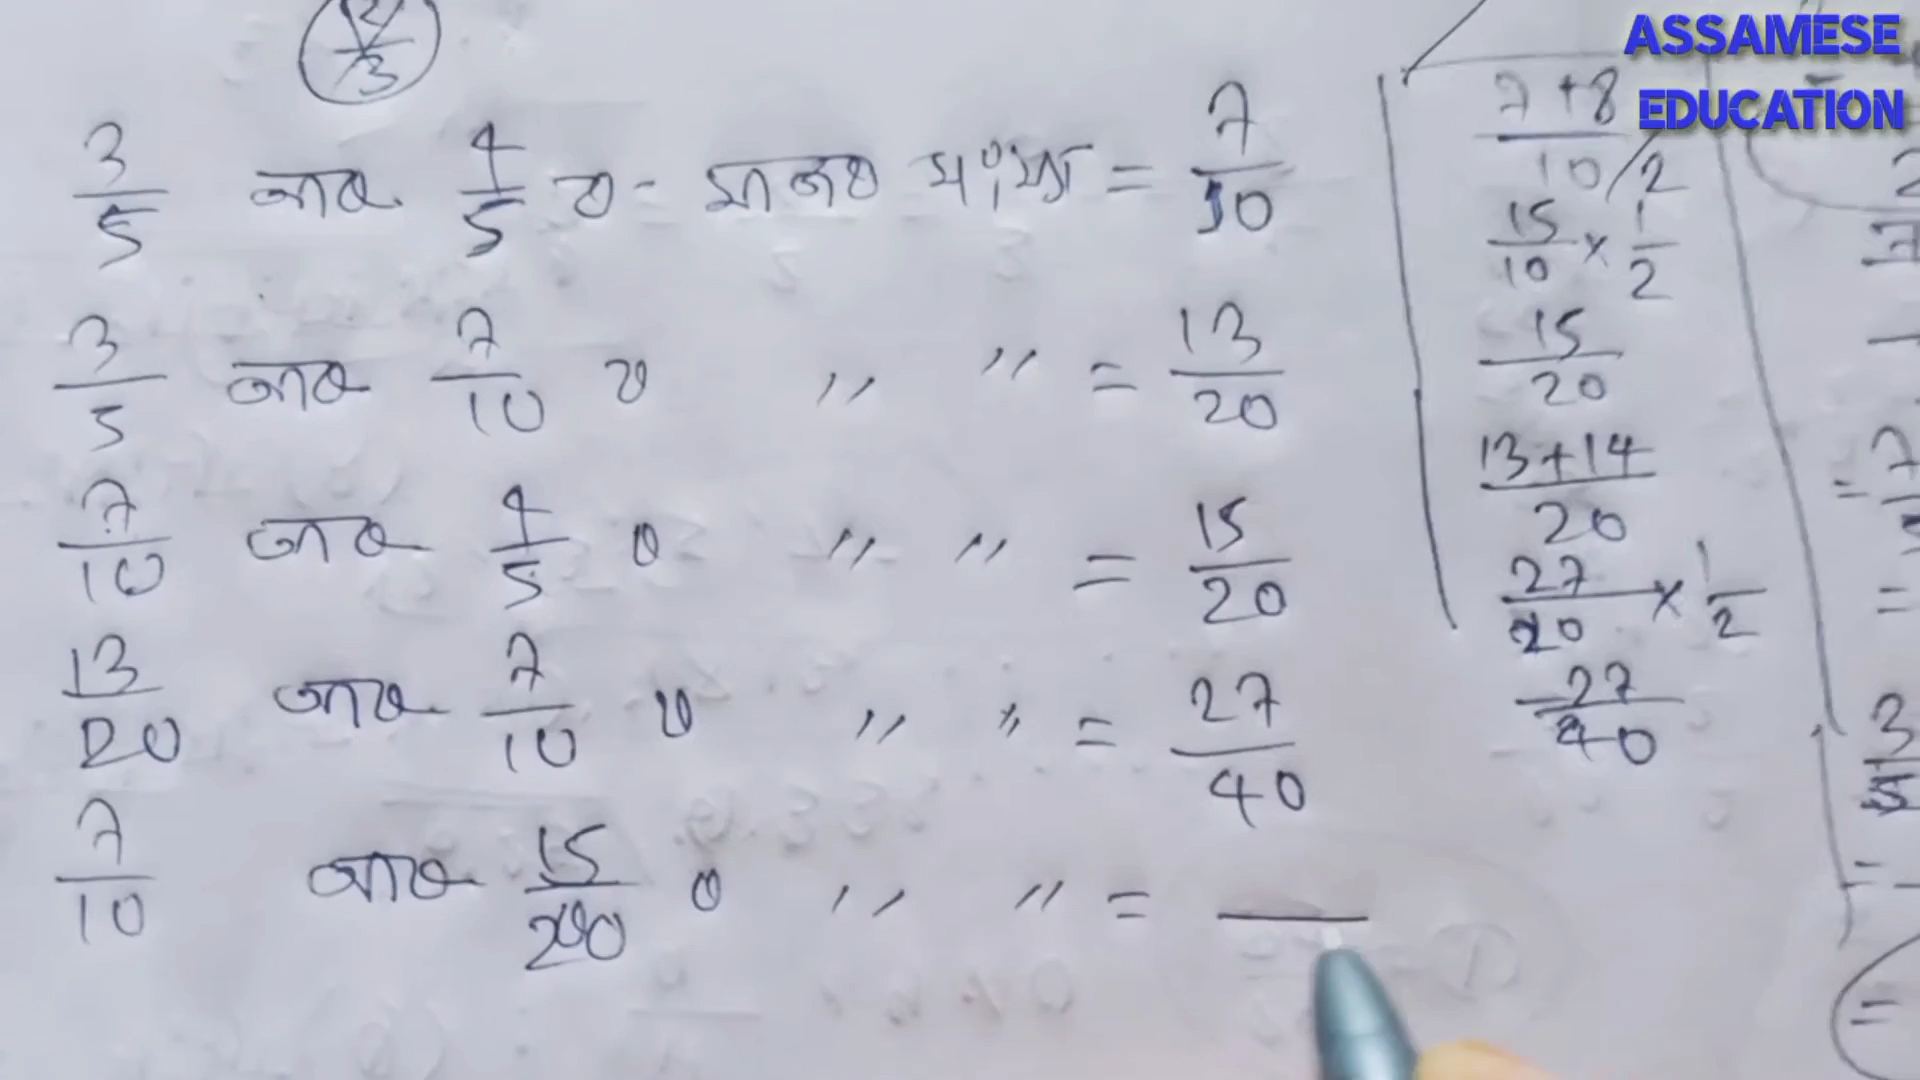 ASSAMESE
EDUCATION
2/3
3/5 আৰু 4/5 ৰ মাজৰ সংখ্যা = 7/10
3/5 আৰু 7/10 ৰ " " = 13/20
7/10 আৰু 4/5 ৰ " " = 15/20
13/20 আৰু 7/10 ৰ " " = 27/40
7/10 আৰু 15/20 ৰ " " =
7+8/10/2
15/10 × 1/2
15/20
13+14/20
27/20 × 1/2
27/40